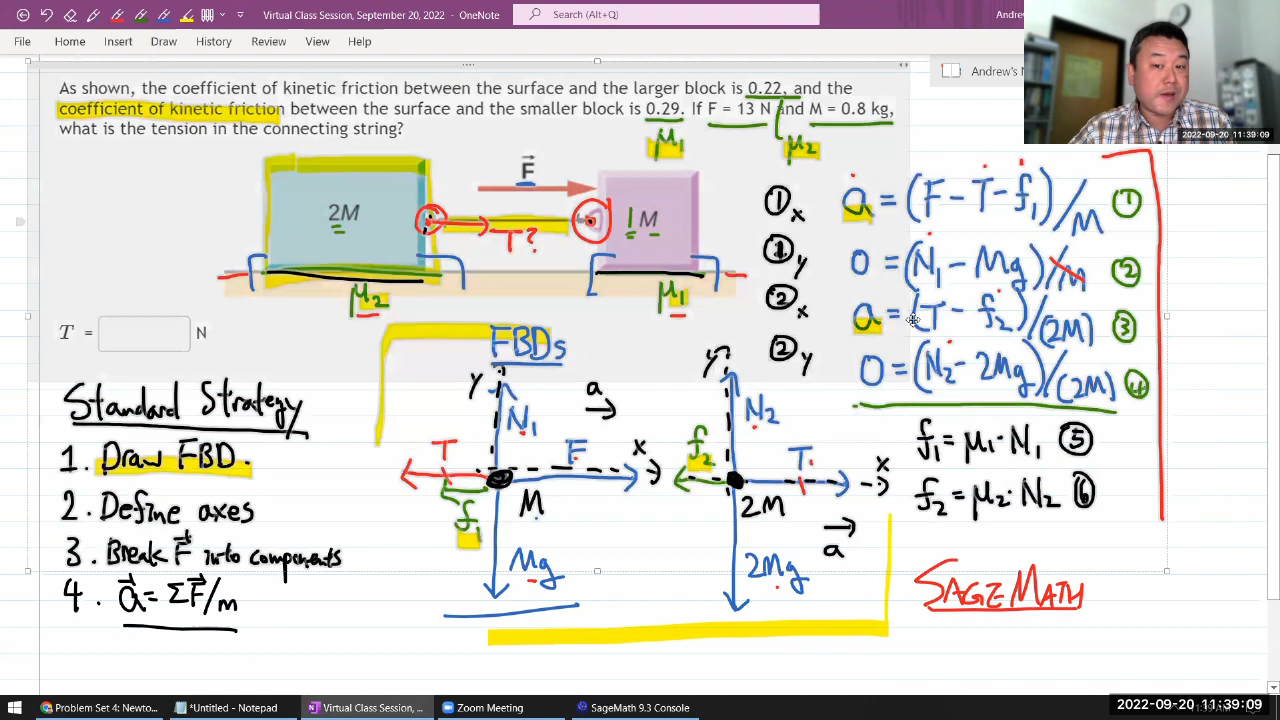 Virtual Class Session, September 20, 2022 - OneNote
Search (Alt+Q)
Andrew
File Home Insert Draw History Review View Help
Andrew's N
2022-09-20 11:39:09
As shown, the coefficient of kinetic friction between the surface and the larger block is 0.22, and the
coefficient of kinetic friction between the surface and the smaller block is 0.29. If F = 13 N and M = 0.8 kg,
what is the tension in the connecting string?
μ1 μ2
F
2M
T?
1 M
μ2 μ1
T = N
①x a = (F - T - f1)/M ①
①y 0 = (N1 - Mg)/M ②
②x a = (T - f2)/(2M) ③
②y 0 = (N2 - 2Mg)/(2M) ④
f1 = μ1 · N1 ⑤
f2 = μ2 · N2 ⑥
SAGEMATH
Standard Strategy
1. Draw FBD.
2. Define axes
3. Break F into components
4. a = ΣF/m
FBDs
y
a
N1
T F x
f1 M
Mg
y
N2
f2 T x
2M
a
2Mg
Problem Set 4: Newto...
*Untitled - Notepad
Virtual Class Session,...
Zoom Meeting
SageMath 9.3 Console
2022-09-20 11:39:09